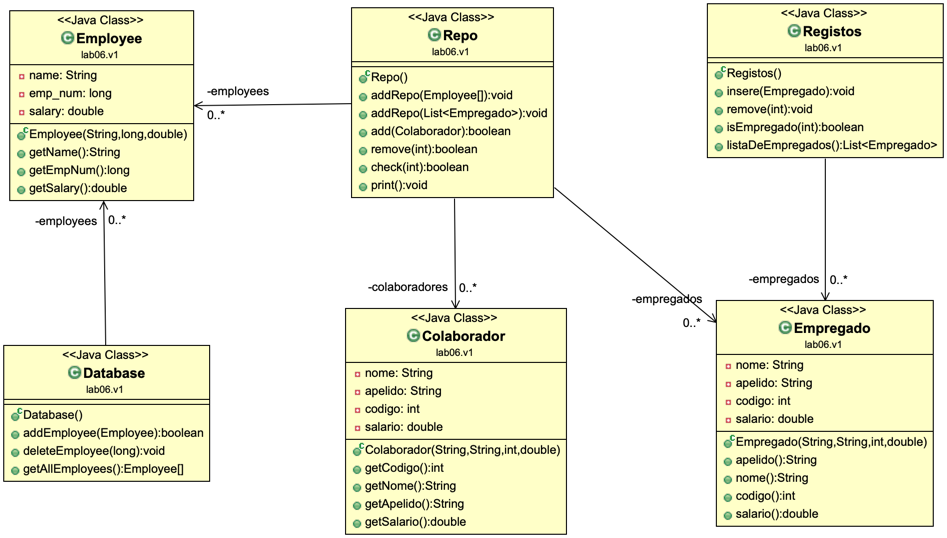 <<Java Class>>
Employee
lab06.v1
name: String
emp_num: long
salary: double
Employee(String,long,double)
getName():String
getEmpNum():long
getSalary():double
-employees
0..*
<<Java Class>>
Repo
lab06.v1
Repo()
addRepo(Employee[]):void
addRepo(List<Empregado>):void
add(Colaborador):boolean
remove(int):boolean
check(int):boolean
print():void
<<Java Class>>
Registos
lab06.v1
Registos()
insere(Empregado):void
remove(int):void
isEmpregado(int):boolean
listaDeEmpregados():List<Empregado>
-employees 0..*
-colaboradores 0..*
-empregados
0..*
-empregados 0..*
<<Java Class>>
Database
lab06.v1
Database()
addEmployee(Employee):boolean
deleteEmployee(long):void
getAllEmployees():Employee[]
<<Java Class>>
Colaborador
lab06.v1
nome: String
apelido: String
codigo: int
salario: double
Colaborador(String,String,int,double)
getCodigo():int
getNome():String
getApelido():String
getSalario():double
<<Java Class>>
Empregado
lab06.v1
nome: String
apelido: String
codigo: int
salario: double
Empregado(String,String,int,double)
apelido():String
nome():String
codigo():int
salario():double